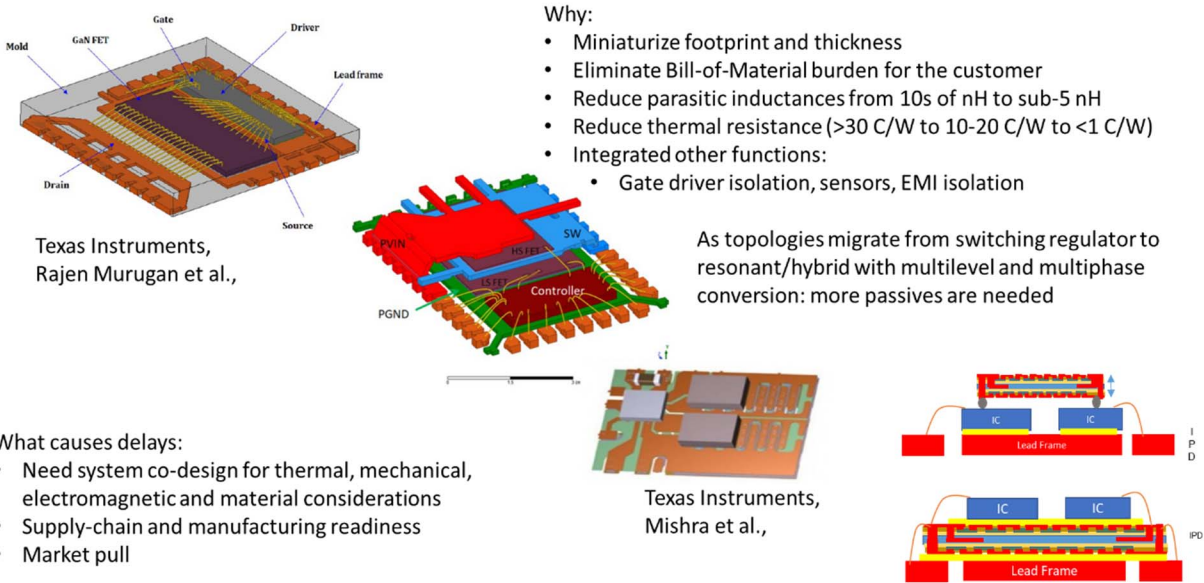 Gate
Driver
GaN FET
Mold
Lead frame
Drain
Source
Texas Instruments,
Rajen Murugan et al.,
Why:
• Miniaturize footprint and thickness
• Eliminate Bill-of-Material burden for the customer
• Reduce parasitic inductances from 10s of nH to sub-5 nH
• Reduce thermal resistance (>30 C/W to 10-20 C/W to <1 C/W)
• Integrated other functions:
• Gate driver isolation, sensors, EMI isolation
PVIN
SW
HS FET
LS FET
Controller
PGND
As topologies migrate from switching regulator to
resonant/hybrid with multilevel and multiphase
conversion: more passives are needed
What causes delays:
Need system co-design for thermal, mechanical,
electromagnetic and material considerations
Supply-chain and manufacturing readiness
Market pull
Texas Instruments,
Mishra et al.,
IC
IC
Lead Frame
I
P
D
IC
IC
IPD
Lead Frame